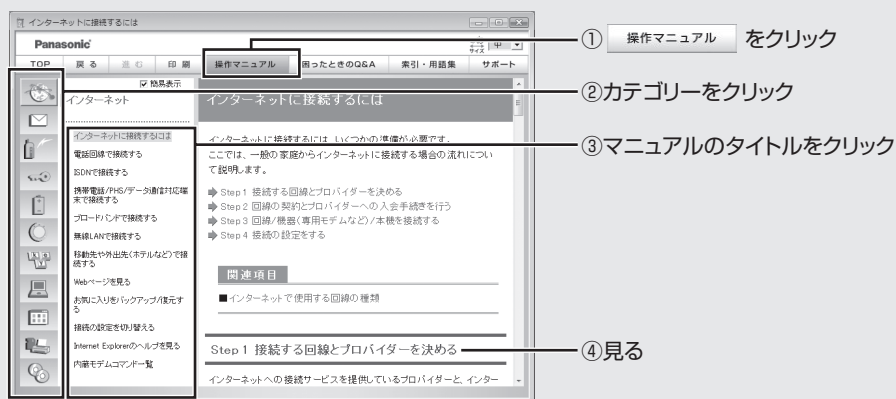 インターネットに接続するには
Panasonic
サイズ 中
TOP 戻る 進む 印刷 操作マニュアル 困ったときのQ&A 索引・用語集 サポート
簡易表示
インターネット
インターネットに接続するには
電話回線で接続する
ISDNで接続する
携帯電話/PHS/データ通信対応端
末で接続する
ブロードバンドで接続する
無線LANで接続する
移動先や外出先(ホテルなど)で接
続する
Webページを見る
お気に入りをバックアップ/復元す
る
接続の設定を切り替える
Internet Explorerのヘルプを見る
内蔵モデムコマンド一覧
インターネットに接続するには
インターネットに接続するには、いくつかの準備が必要です。
ここでは、一般の家庭からインターネットに接続する場合の流れについ
て説明します。
Step1 接続する回線とプロバイダーを決める
Step2 回線の契約とプロバイダーへの入会手続きを行う
Step3 回線/機器(専用モデムなど)/本機を接続する
Step4 接続の設定をする
関連項目
■インターネットで使用する回線の種類
Step1 接続する回線とプロバイダーを決める
インターネットへの接続サービスを提供しているプロバイダーと、インター
① 操作マニュアル をクリック
②カテゴリーをクリック
③マニュアルのタイトルをクリック
④見る